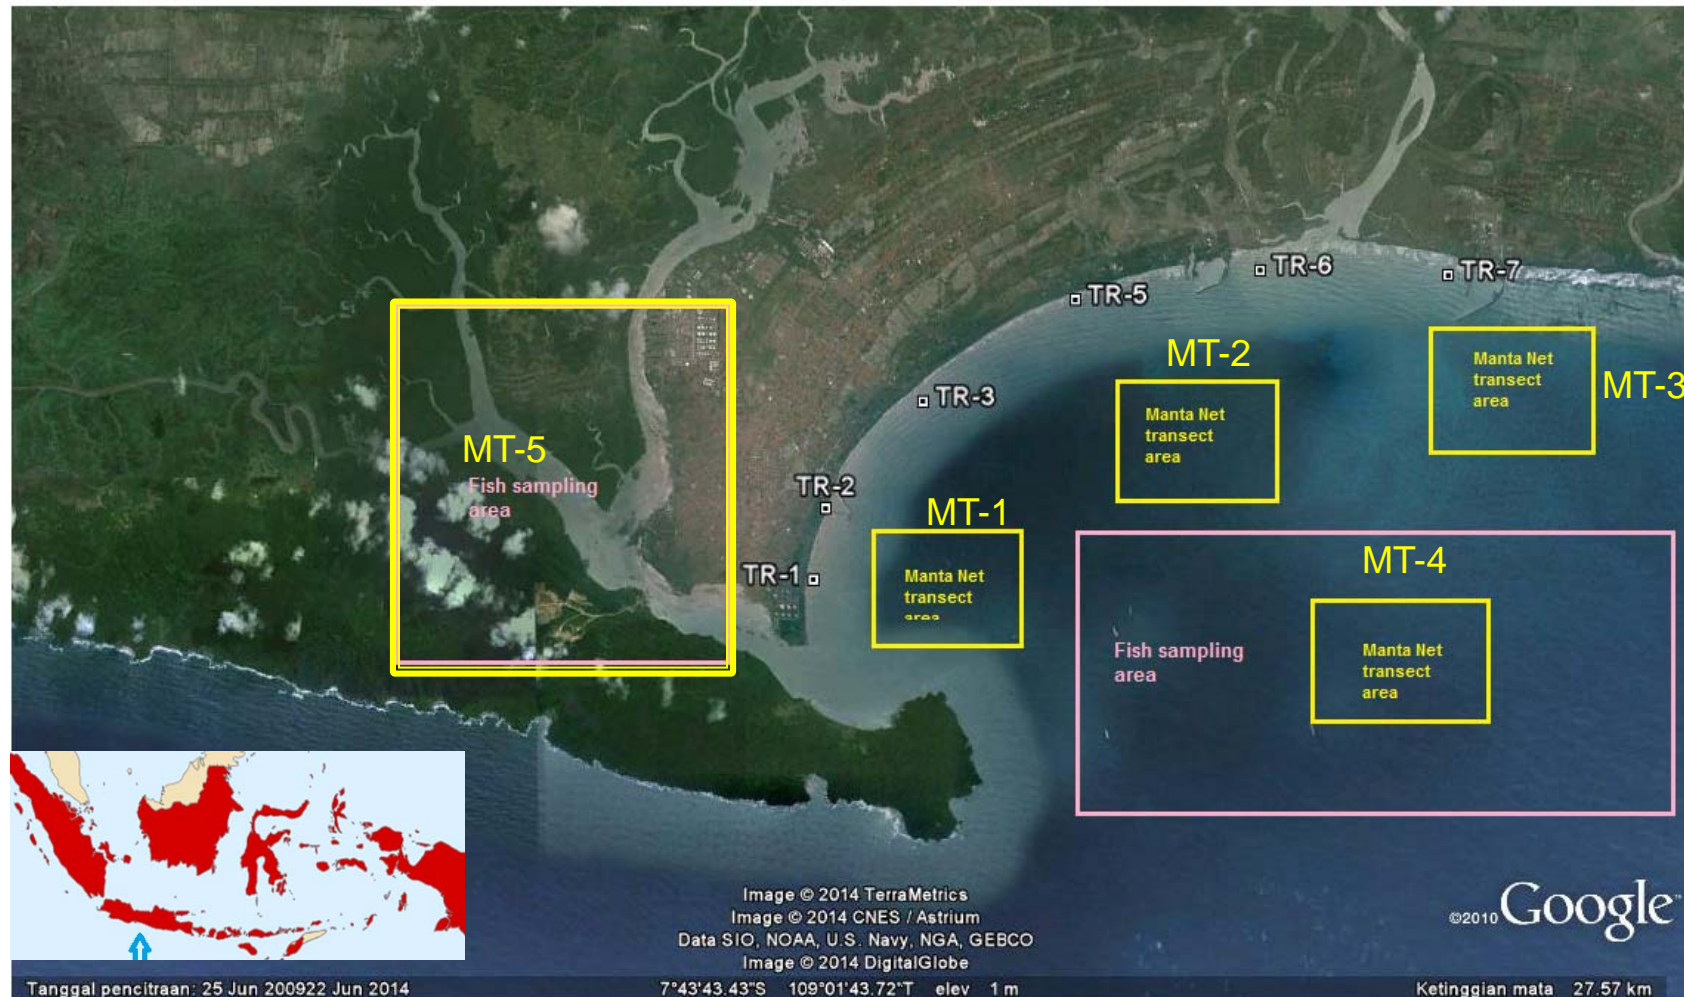 TR-6
TR-7
TR-5
MT-2
Manta Net
transect
area
MT-3
TR-3
Manta Net
transect
area
MT-5
Fish sampling
area
TR-2
MT-1
MT-4
TR-1
Manta Net
transect
area
Fish sampling
area
Manta Net
transect
area
Image © 2014 TerraMetrics
Image © 2014 CNES / Astrium
Data SIO, NOAA, U.S. Navy, NGA, GEBCO
Image © 2014 DigitalGlobe
©2010 Google™
Tanggal pencitraan: 25 Jun 200922 Jun 2014 7°43'43.43"S 109°01'43.72"T elev 1 m Ketinggian mata 27.57 km